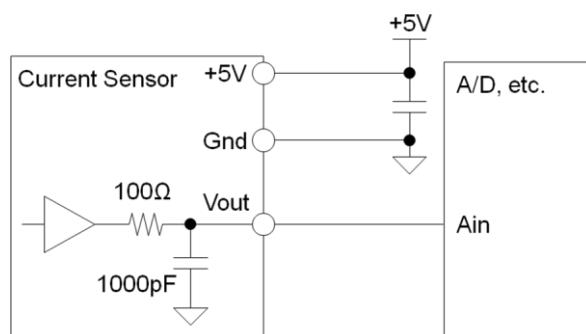 +5V
Current Sensor
+5V
A/D, etc.
Gnd
100Ω
Vout
Ain
1000pF